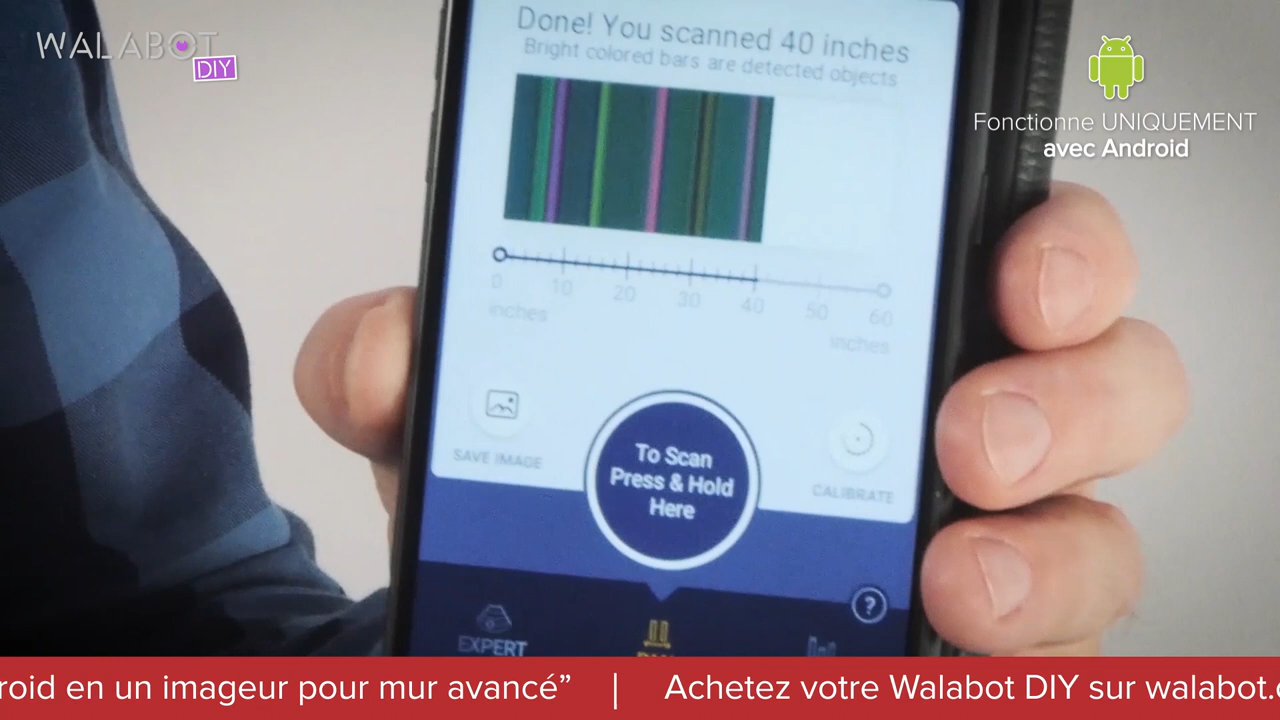 WALABOT
DIY
Done! You scanned 40 inches
Bright colored bars are detected objects
Fonctionne UNIQUEMENT
avec Android
0 10 20 30 40 50 60
inches
inches
SAVE IMAGE
To Scan
Press & Hold
Here
CALIBRATE
?
EXPERT
roid en un imageur pour mur avancé” | Achetez votre Walabot DIY sur walabot.